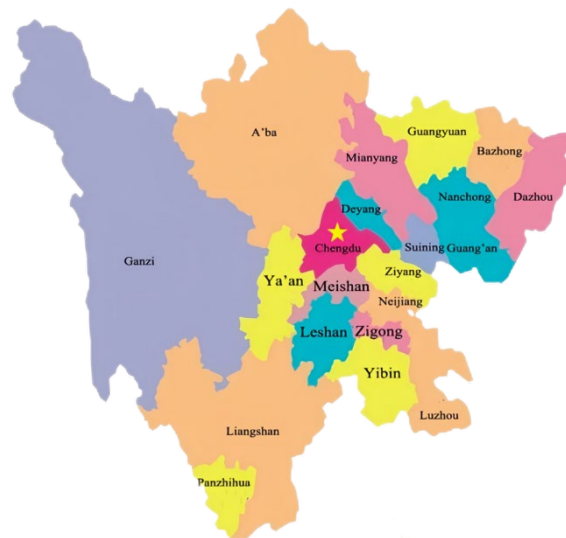 A'ba
Guangyuan
Bazhong
Mianyang
Dazhou
Nanchong
Deyang
Chengdu
Suining
Guang'an
Ganzi
Ziyang
Ya'an
Meishan
Neijiang
Leshan
Zigong
Yibin
Luzhou
Liangshan
Panzhihua